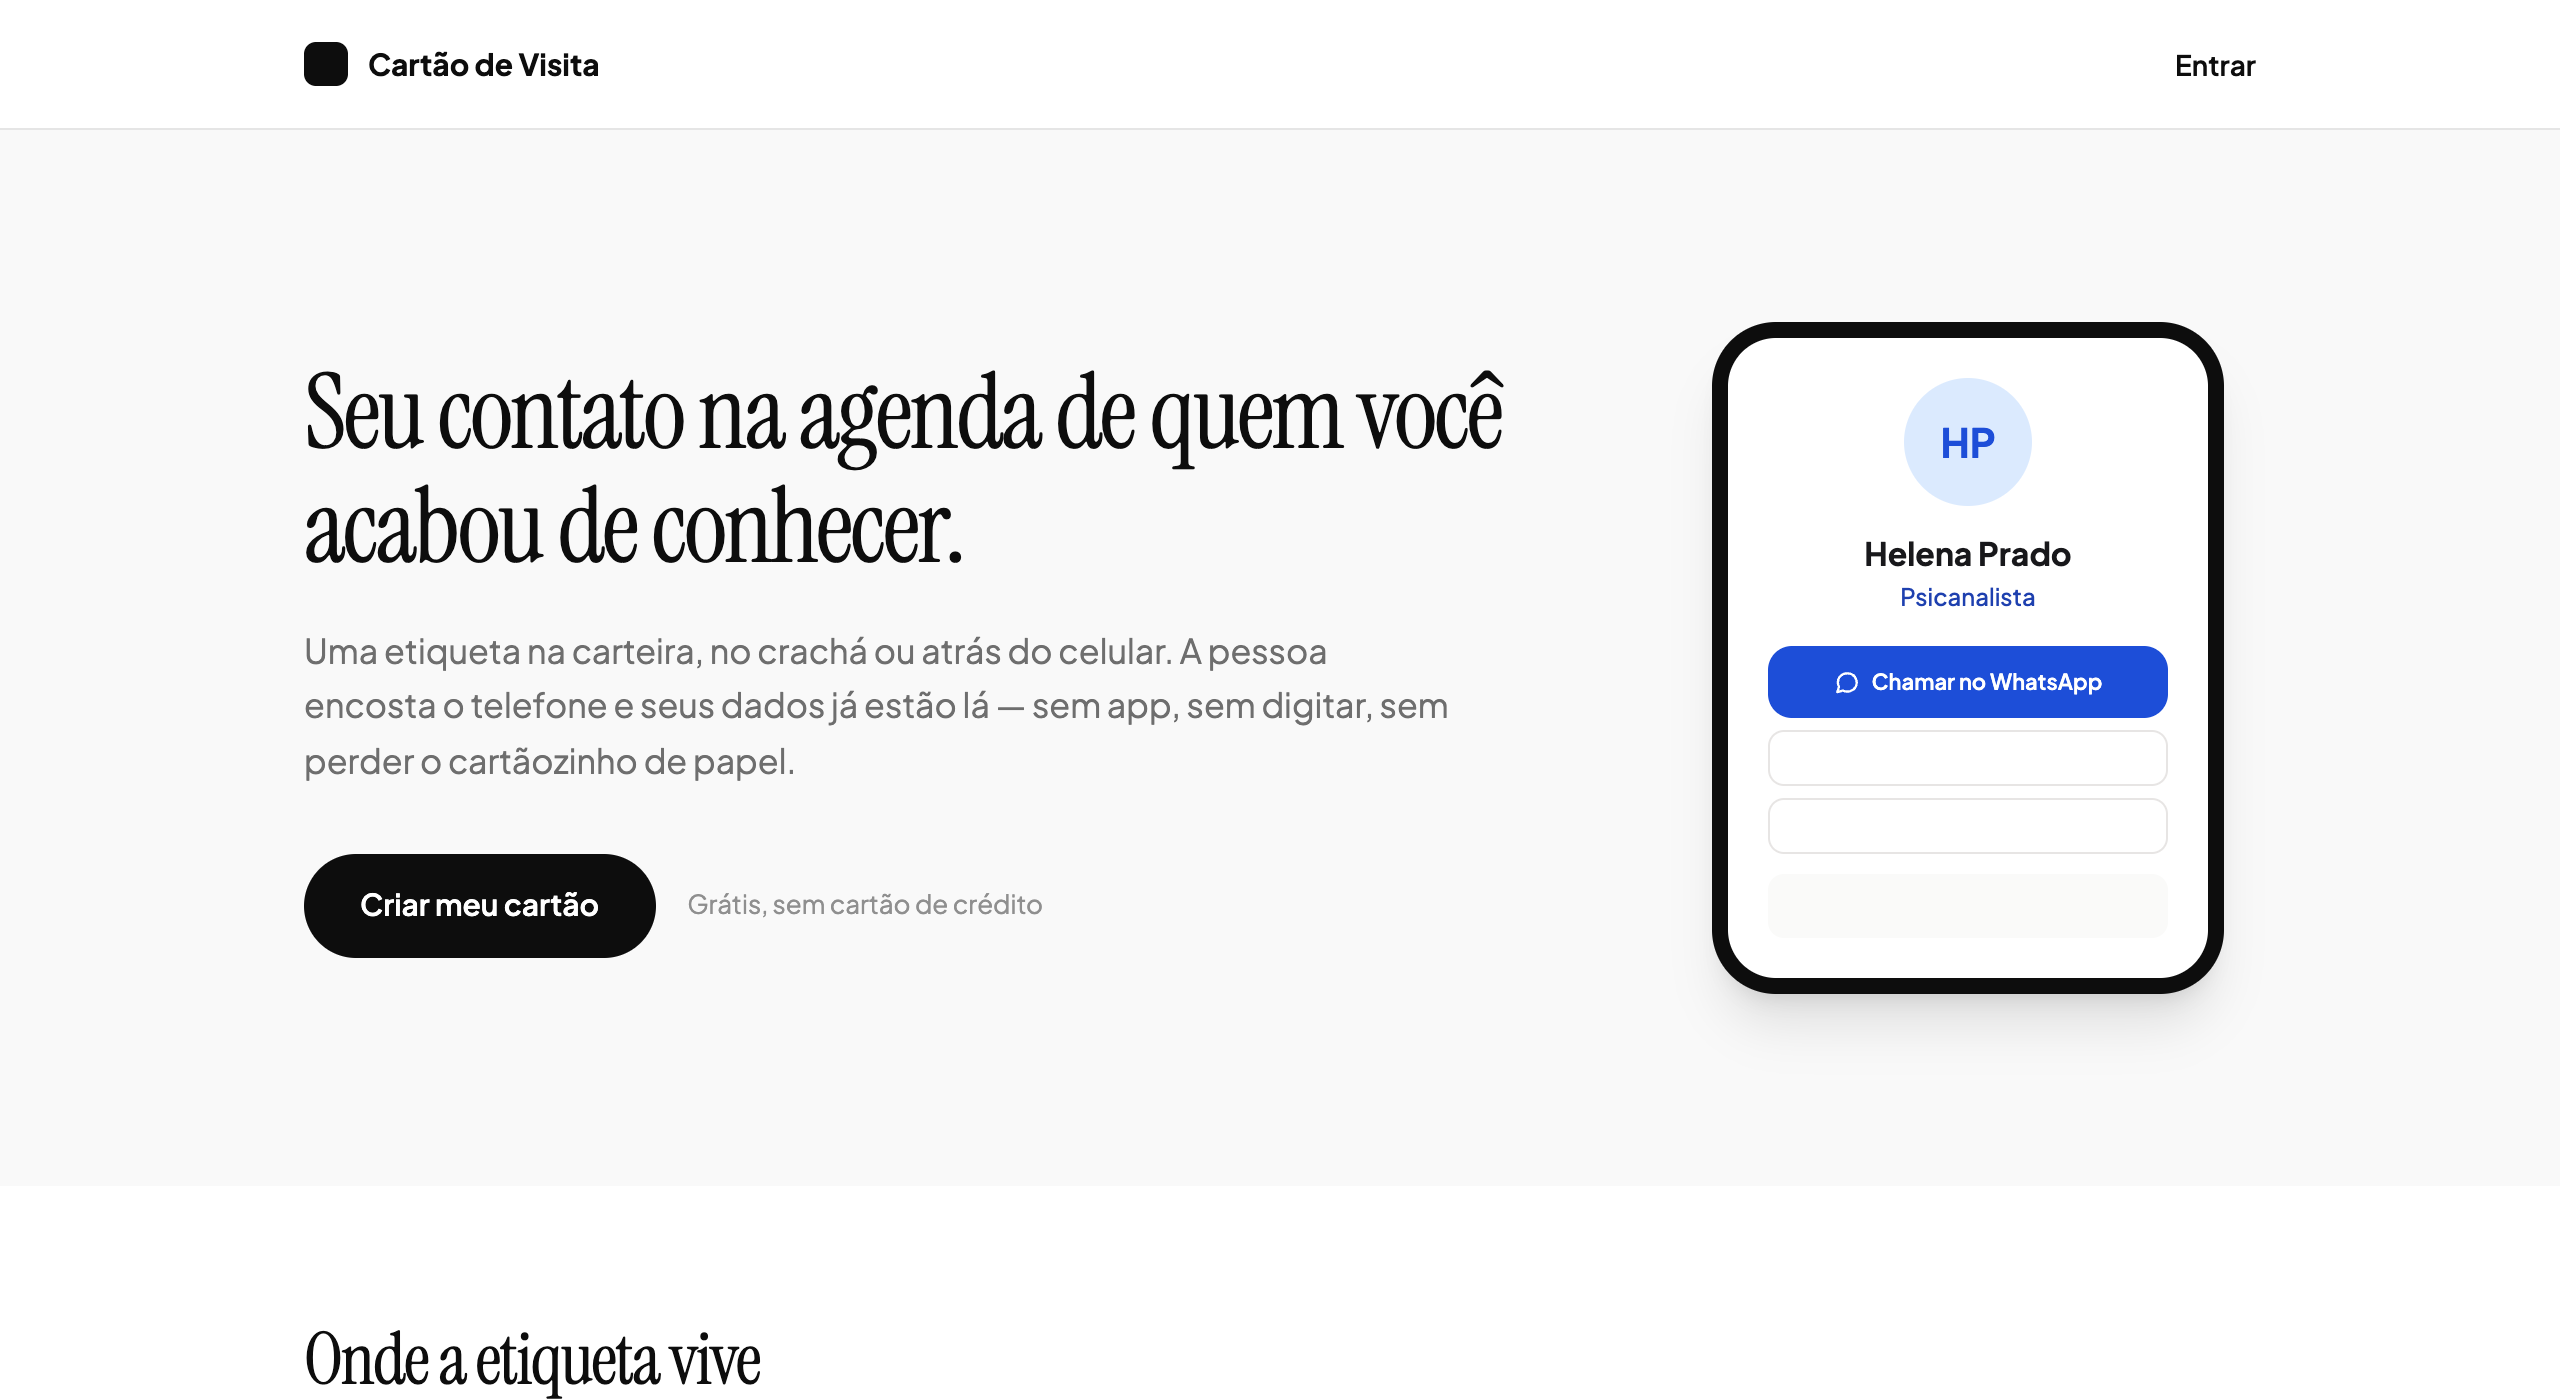 Cartão de Visita
Entrar
Seu contato na agenda de quem você
acabou de conhecer.
Uma etiqueta na carteira, no crachá ou atrás do celular. A pessoa
encosta o telefone e seus dados já estão lá — sem app, sem digitar, sem
perder o cartãozinho de papel.
Criar meu cartão
Grátis, sem cartão de crédito
HP
Helena Prado
Psicanalista
Chamar no WhatsApp
Onde a etiqueta vive